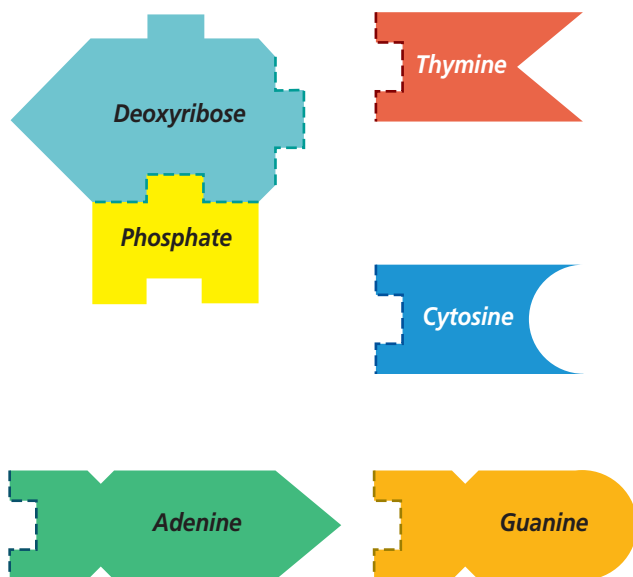 Thymine
Deoxyribose
Phosphate
Cytosine
Adenine
Guanine